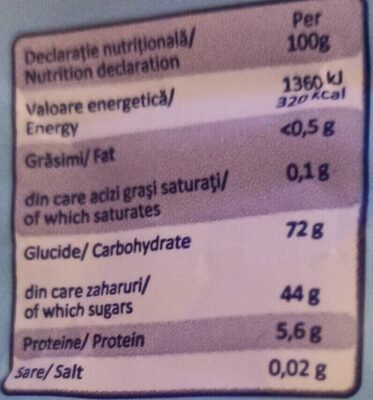 Declarație nutrițională/
Nutrition declaration
Per
100g
Valoare energetică/
Energy
1360 kJ
320 kcal
Grăsimi/ Fat
<0,5 g
din care acizi grași saturați/
of which saturates
0,1 g
Glucide/ Carbohydrate
72 g
din care zaharuri/
of which sugars
44 g
Proteine/ Protein
5,6 g
Sare/ Salt
0,02 g